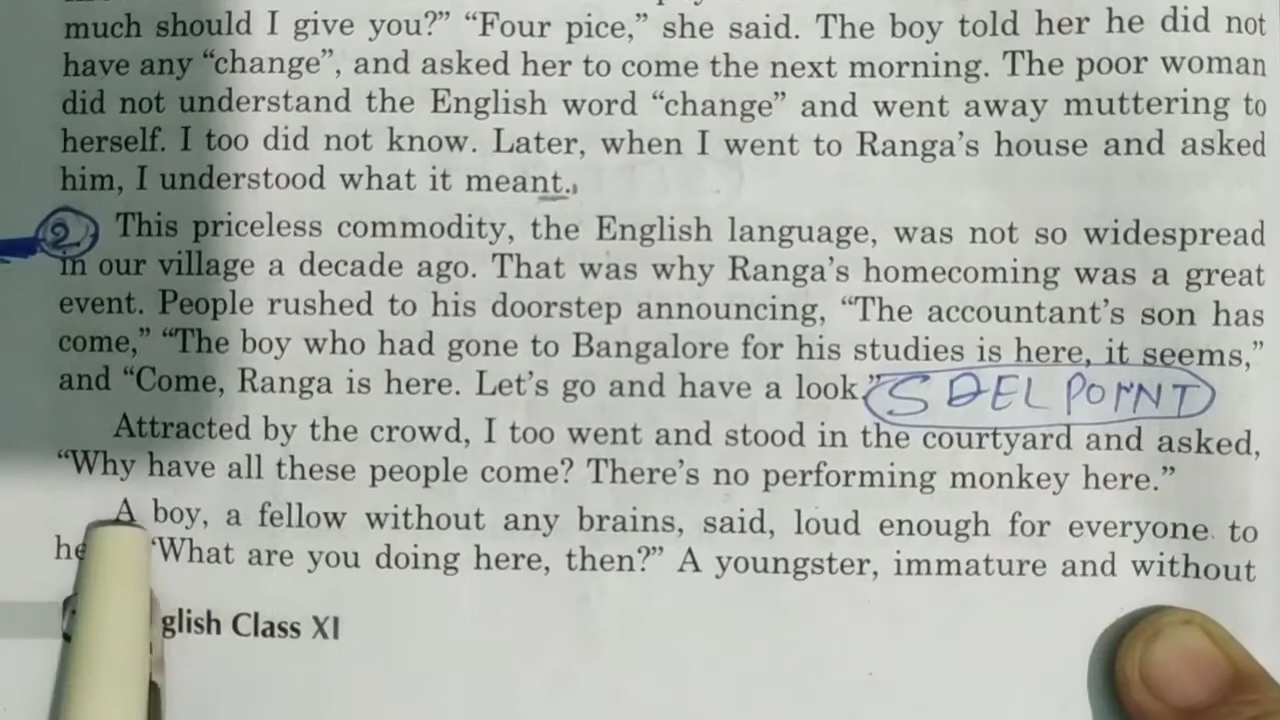 much should I give you?” “Four pice,” she said. The boy told her he did not
have any “change”, and asked her to come the next morning. The poor woman
did not understand the English word “change” and went away muttering to
herself. I too did not know. Later, when I went to Ranga’s house and asked
him, I understood what it meant.
2 This priceless commodity, the English language, was not so widespread
in our village a decade ago. That was why Ranga’s homecoming was a great
event. People rushed to his doorstep announcing, “The accountant’s son has
come,” “The boy who had gone to Bangalore for his studies is here, it seems,”
and “Come, Ranga is here. Let’s go and have a look.”
Attracted by the crowd, I too went and stood in the courtyard and asked,
“Why have all these people come? There’s no performing monkey here.”
A boy, a fellow without any brains, said, loud enough for everyone to
“What are you doing here, then?” A youngster, immature and without
Class XI